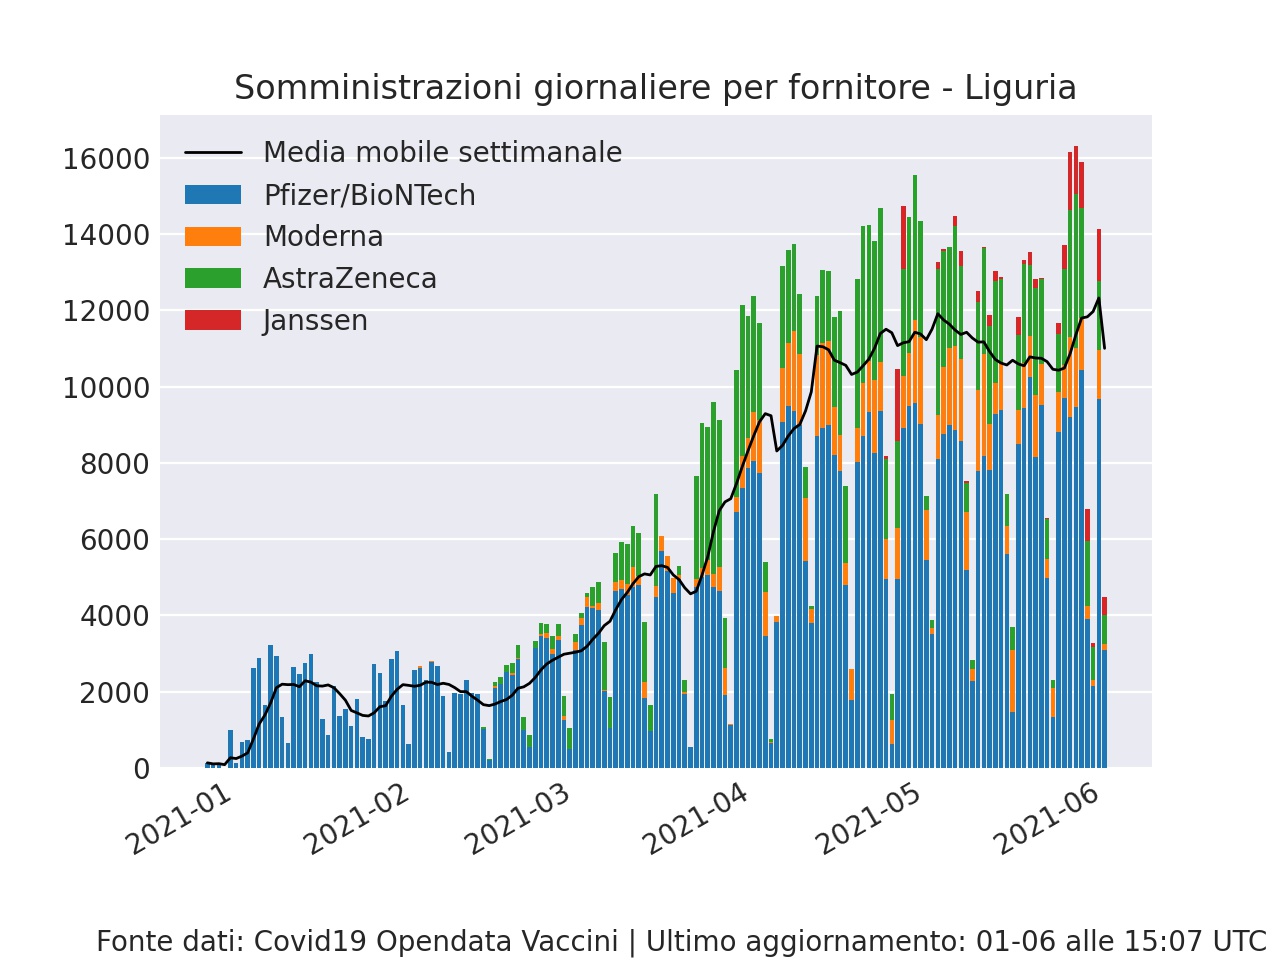 Somministrazioni giornaliere per fornitore - Liguria
Media mobile settimanale
Pfizer/BioNTech
Moderna
AstraZeneca
Janssen
16000
14000
12000
10000
8000
6000
4000
2000
0
2021-01
2021-02
2021-03
2021-04
2021-05
2021-06
Fonte dati: Covid19 Opendata Vaccini | Ultimo aggiornamento: 01-06 alle 15:07 UTC